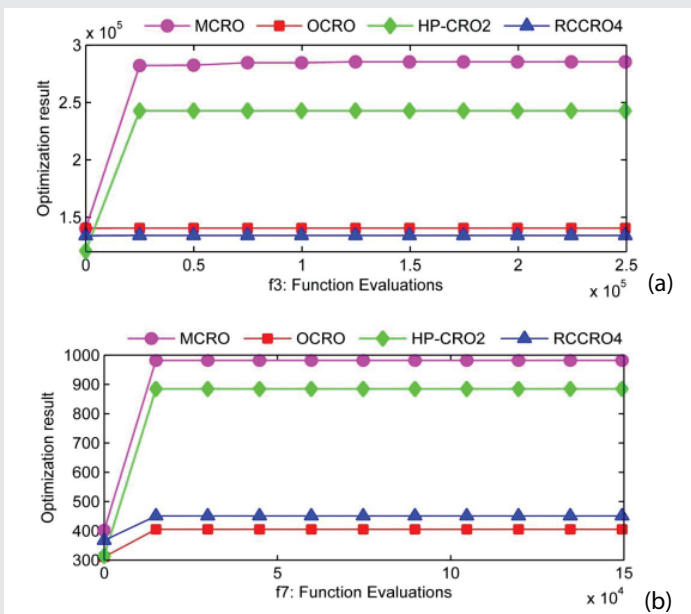 MCRO OCRO HP-CRO2 RCCRO4
x 10^5
3
2.5
2
1.5
Optimization result
0 0.5 1 1.5 2 2.5
f3: Function Evaluations
x 10^5
(a)
MCRO OCRO HP-CRO2 RCCRO4
1000
900
800
700
600
500
400
300
Optimization result
0 5 10 15
f7: Function Evaluations
x 10^4
(b)